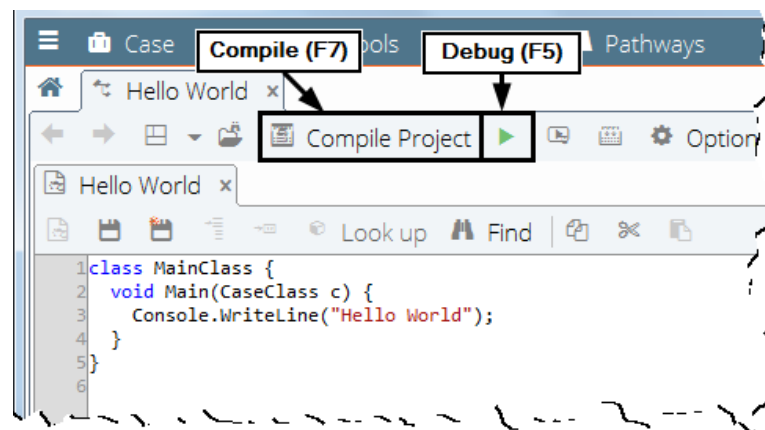 Case ools Pathways
Compile (F7) Debug (F5)
Hello World ×
Compile Project Option
Hello World ×
Look up Find
1 class MainClass {
2 void Main(CaseClass c) {
3 Console.WriteLine("Hello World");
4 }
5 }
6